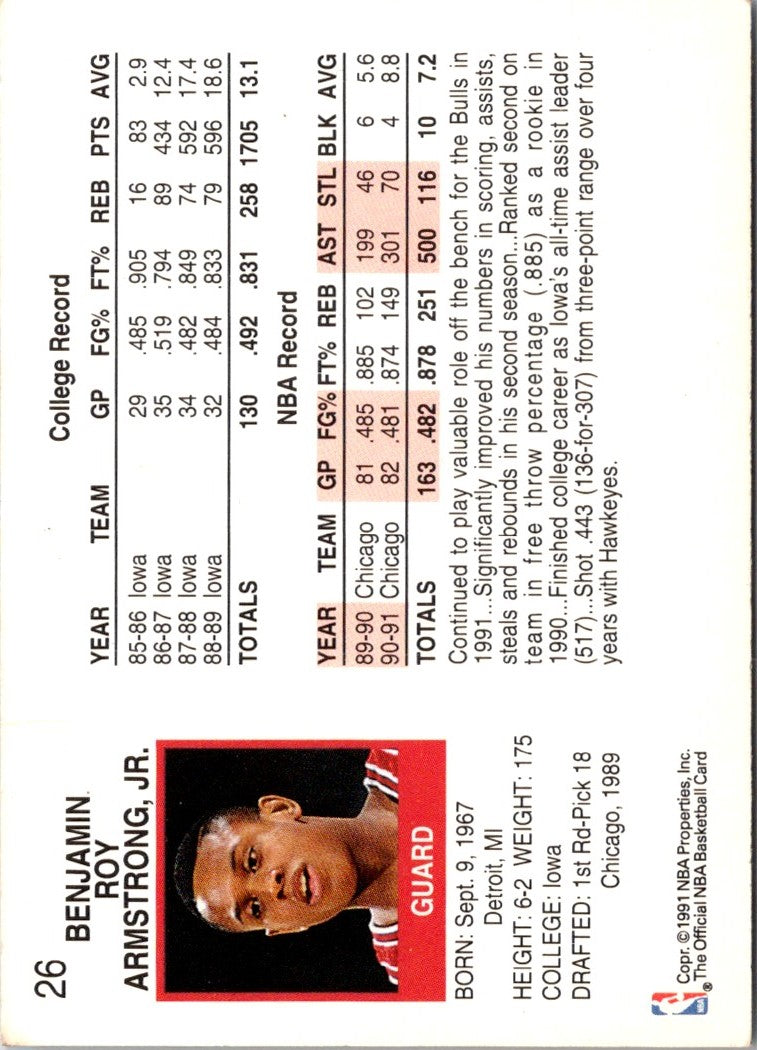 26
BENJAMIN
ROY
ARMSTRONG, JR.
GUARD
BORN: Sept. 9, 1967
Detroit, MI
HEIGHT: 6-2 WEIGHT: 175
COLLEGE: Iowa
DRAFTED: 1st Rd-Pick 18
Chicago, 1989
NBA
® Copr. ©1991 NBA Properties, Inc.
The Official NBA Basketball Card
College Record
YEAR TEAM GP FG% FT% REB PTS AVG
85-86 Iowa 29 .485 .905 16 83 2.9
86-87 Iowa 35 .519 .794 89 434 12.4
87-88 Iowa 34 .482 .849 74 592 17.4
88-89 Iowa 32 .484 .833 79 596 18.6
TOTALS 130 .492 .831 258 1705 13.1
NBA Record
YEAR TEAM GP FG% FT% REB AST STL BLK AVG
89-90 Chicago 81 .485 .885 102 199 46 6 5.6
90-91 Chicago 82 .481 .874 149 301 70 4 8.8
TOTALS 163 .482 .878 251 500 116 10 7.2
Continued to play valuable role off the bench for the Bulls in
1991...Significantly improved his numbers in scoring, assists,
steals and rebounds in his second season...Ranked second on
team in free throw percentage (.885) as a rookie in
1990...Finished college career as Iowa's all-time assist leader
(517)...Shot .443 (136-for-307) from three-point range over four
years with Hawkeyes.